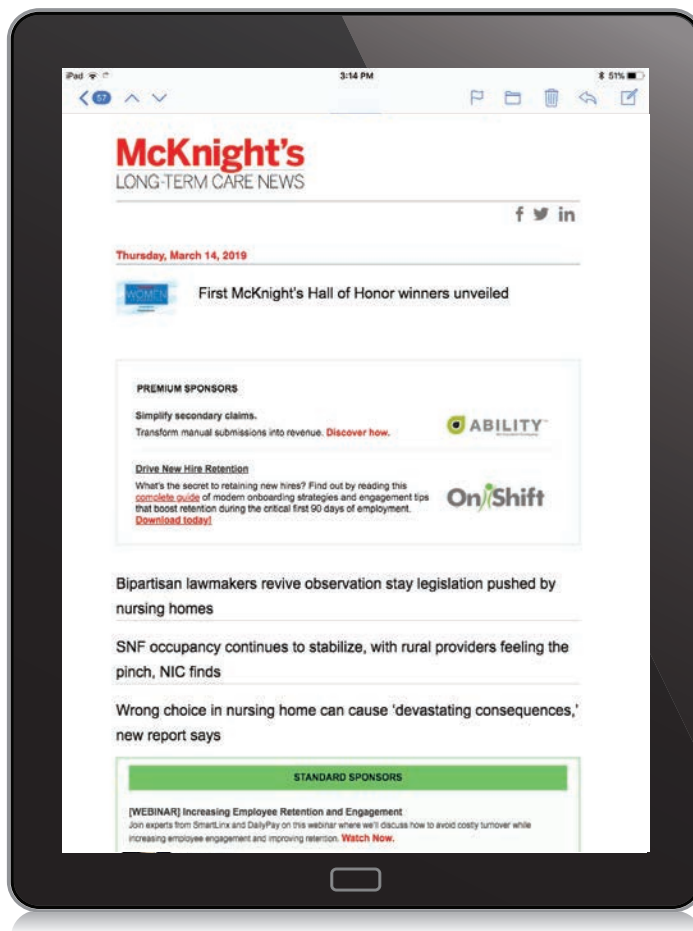 iPad
3:14 PM
51%
57
McKnight's
LONG-TERM CARE NEWS
f in
Thursday, March 14, 2019
WOMEN
First McKnight's Hall of Honor winners unveiled
PREMIUM SPONSORS
Simplify secondary claims.
Transform manual submissions into revenue. Discover how.
ABILITY
Drive New Hire Retention
What's the secret to retaining new hires? Find out by reading this
complete guide of modern onboarding strategies and engagement tips
that boost retention during the critical first 90 days of employment.
Download today!
OnShift
Bipartisan lawmakers revive observation stay legislation pushed by
nursing homes
SNF occupancy continues to stabilize, with rural providers feeling the
pinch, NIC finds
Wrong choice in nursing home can cause 'devastating consequences,'
new report says
STANDARD SPONSORS
[WEBINAR] Increasing Employee Retention and Engagement
Join experts from SmartLinx and DailyPay on this webinar where we'll discuss how to avoid costly turnover while
increasing employee engagement and improving retention. Watch Now.